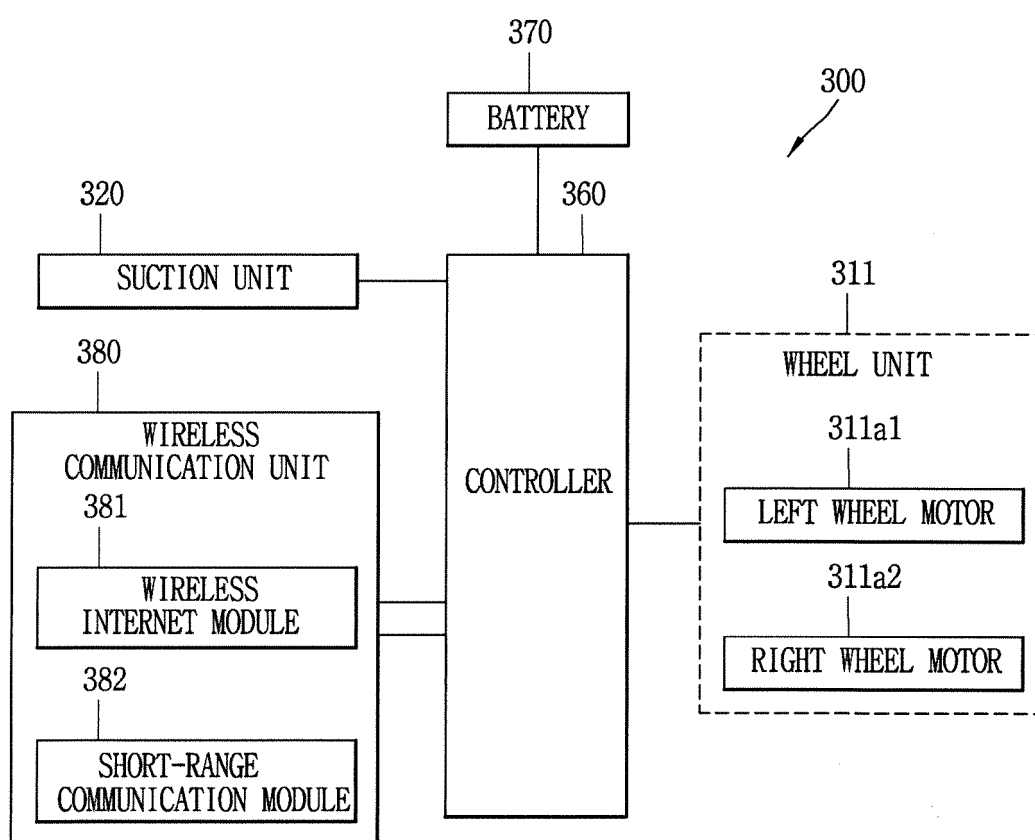 370
BATTERY
300
320
SUCTION UNIT
360
CONTROLLER
380
WIRELESS
COMMUNICATION UNIT
381
WIRELESS
INTERNET MODULE
382
SHORT-RANGE
COMMUNICATION MODULE
311
WHEEL UNIT
311a1
LEFT WHEEL MOTOR
311a2
RIGHT WHEEL MOTOR